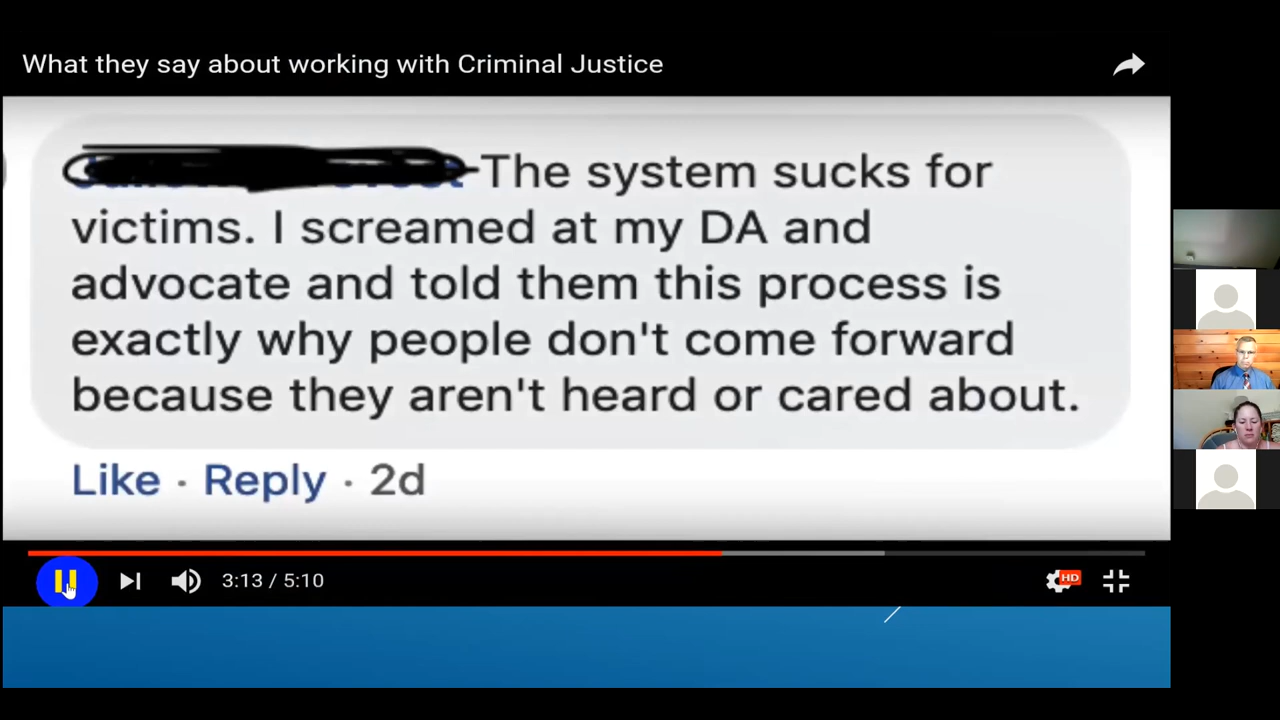 What they say about working with Criminal Justice
The system sucks for
victims. I screamed at my DA and
advocate and told them this process is
exactly why people don't come forward
because they aren't heard or cared about.
Like · Reply · 2d
3:13 / 5:10
HD